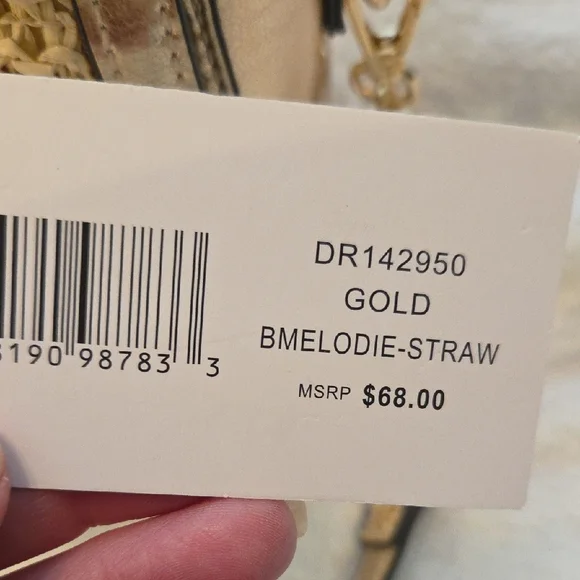 DR142950
GOLD
BMELODIE-STRAW
MSRP $68.00
190 98783 3